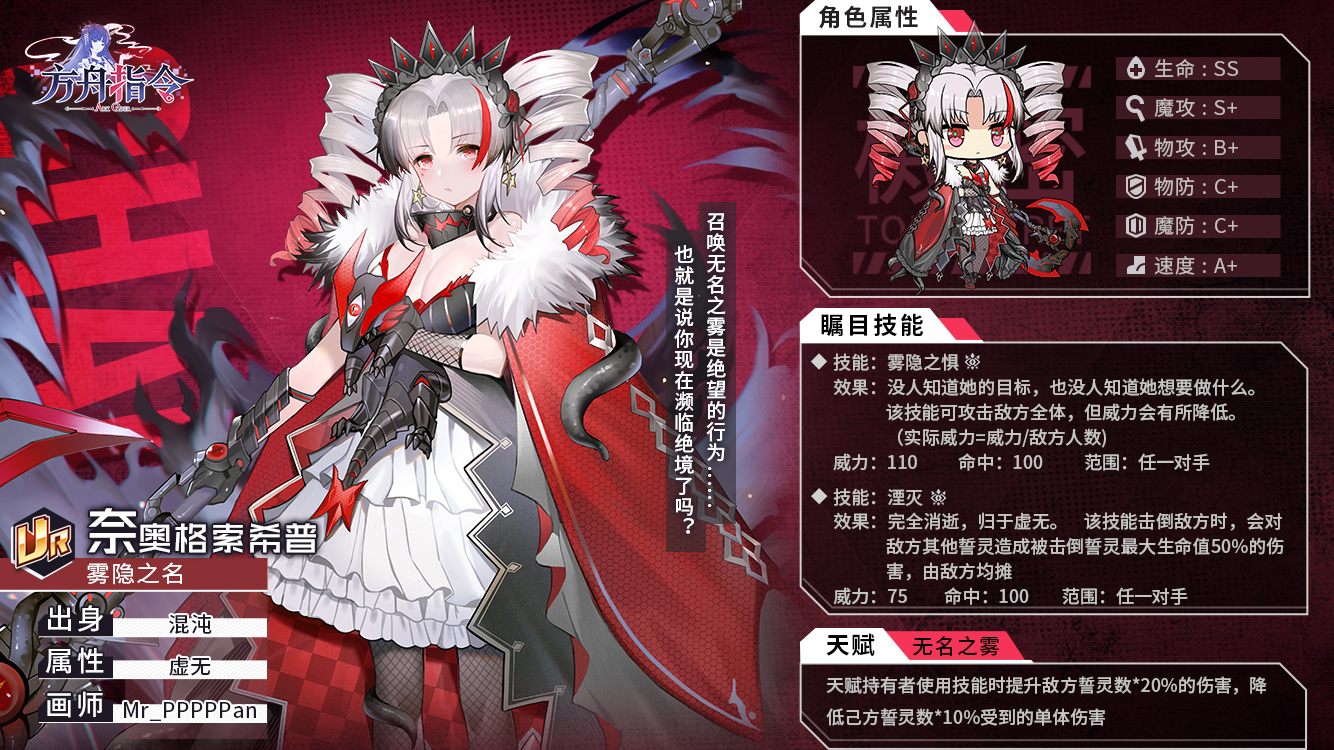 方舟指令
ARK ORDER
召唤无名之雾是绝望的行为……
也就是说你现在濒临绝境了吗？
UR
奈奥格索希普
雾隐之名
出身
混沌
属性
虚无
画师
Mr_PPPPPan
角色属性
生命：SS
魔攻：S+
物攻：B+
物防：C+
魔防：C+
速度：A+
瞩目技能
技能：雾隐之惧
效果：没人知道她的目标，也没人知道她想要做什么。
该技能可攻击敌方全体，但威力会有所降低。
（实际威力=威力/敌方人数)
威力：110 命中：100 范围：任一对手
技能：湮灭
效果：完全消逝，归于虚无。 该技能击倒敌方时，会对
敌方其他誓灵造成被击倒誓灵最大生命值50%的伤
害，由敌方均摊
威力：75 命中：100 范围：任一对手
天赋
无名之雾
天赋持有者使用技能时提升敌方誓灵数*20%的伤害，降
低己方誓灵数*10%受到的单体伤害